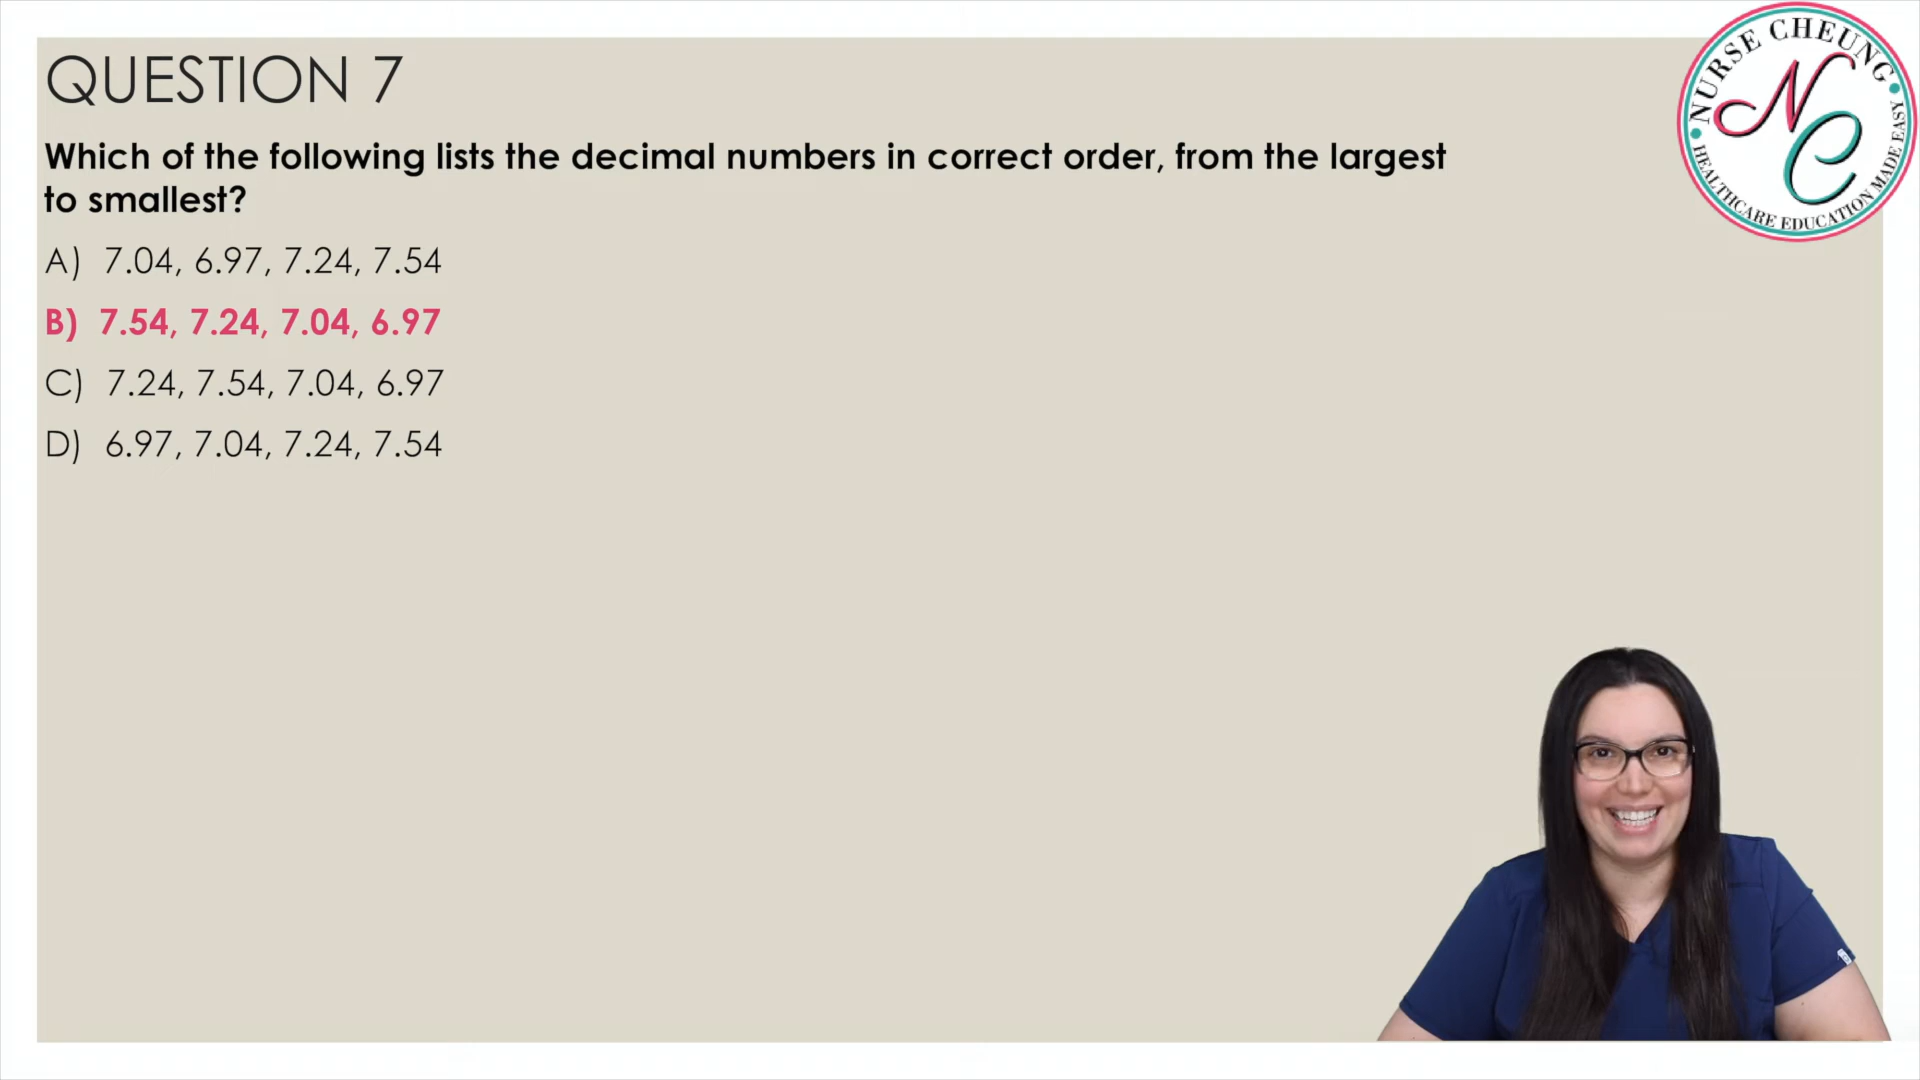 QUESTION 7
Which of the following lists the decimal numbers in correct order, from the largest
to smallest?
A) 7.04, 6.97, 7.24, 7.54
B) 7.54, 7.24, 7.04, 6.97
C) 7.24, 7.54, 7.04, 6.97
D) 6.97, 7.04, 7.24, 7.54
NURSE CHEUNG
NC
HEALTHCARE EDUCATION MADE EASY